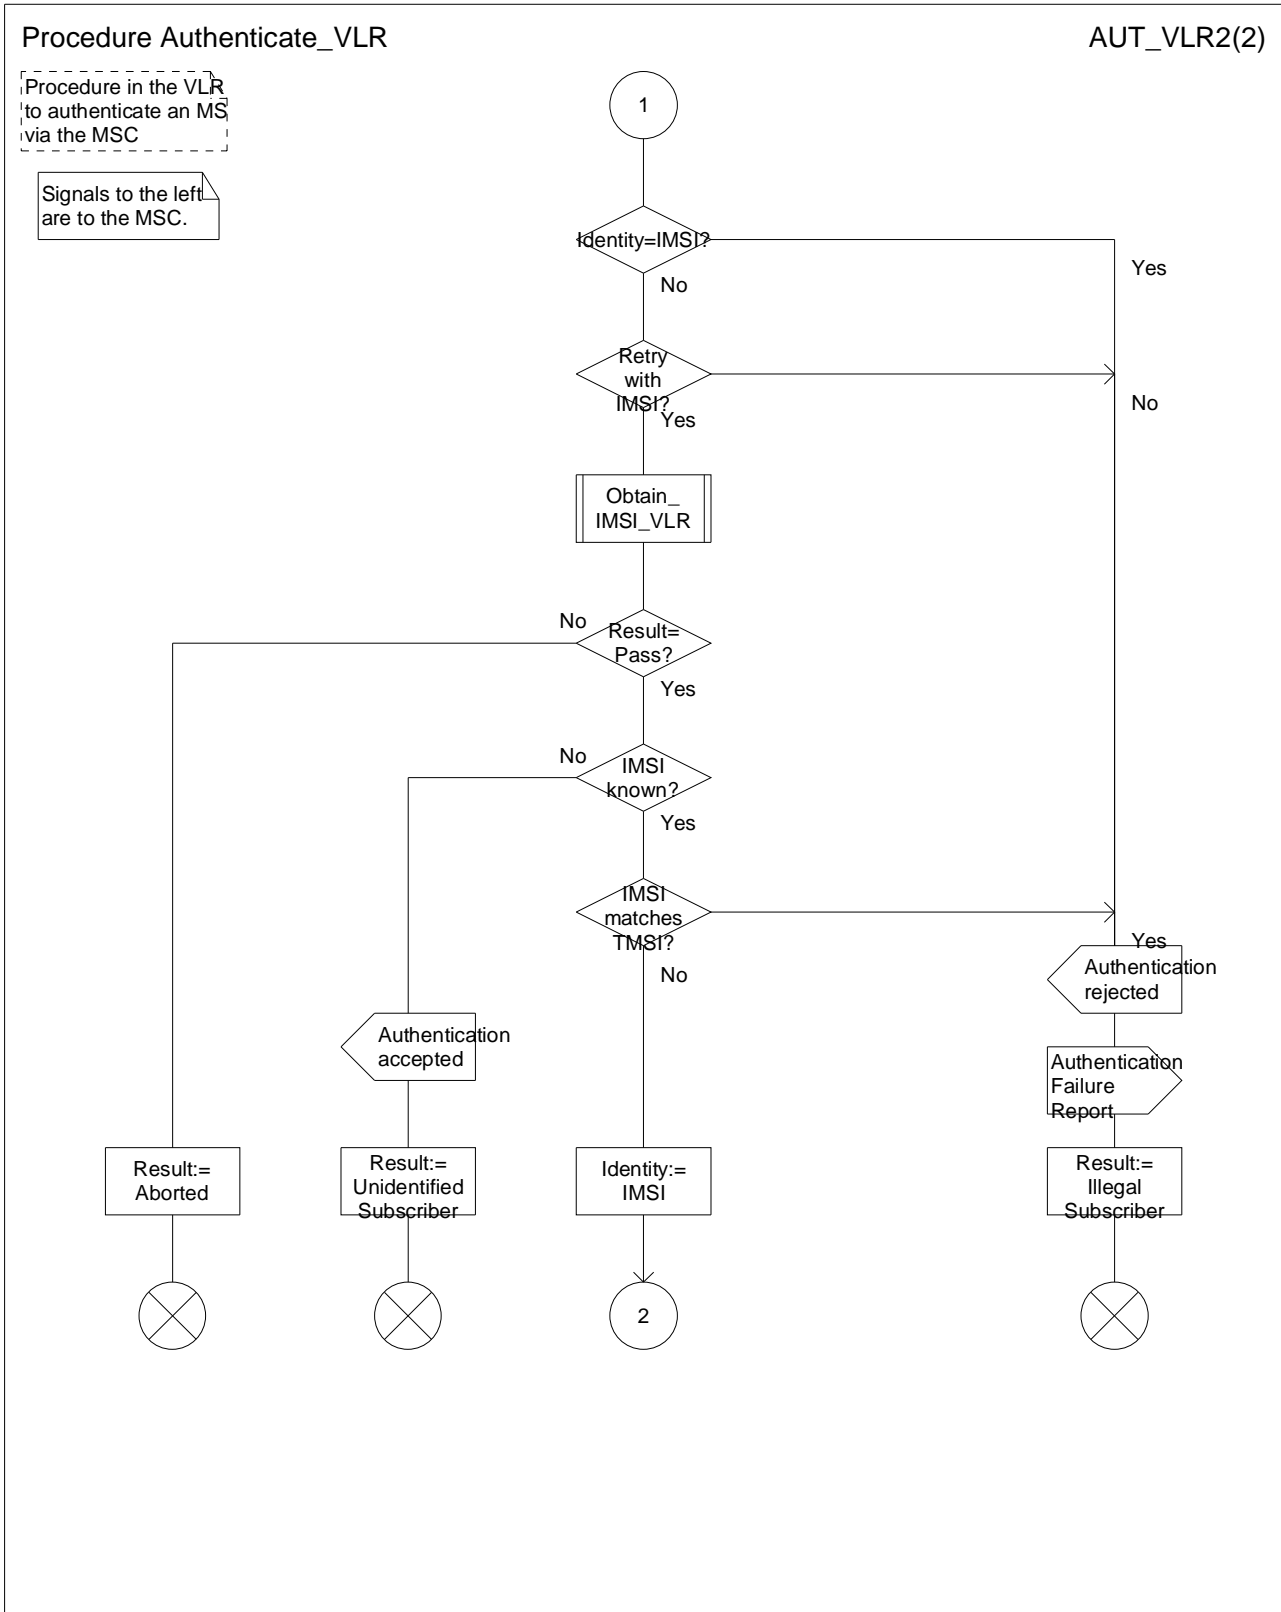 Procedure Authenticate_VLR
AUT_VLR2(2)
Procedure in the VLR
to authenticate an MS
via the MSC
Signals to the left
are to the MSC.
1
Identity=IMSI?
Yes
No
Retry
with
IMSI?
No
Yes
Obtain_
IMSI_VLR
No
Result=
Pass?
Yes
No
IMSI
known?
Yes
IMSI
matches
TMSI?
Yes
No
Authentication
rejected
Authentication
accepted
Authentication
Failure
Report
Result:=
Aborted
Result:=
Unidentified
Subscriber
Identity:=
IMSI
Result:=
Illegal
Subscriber
2